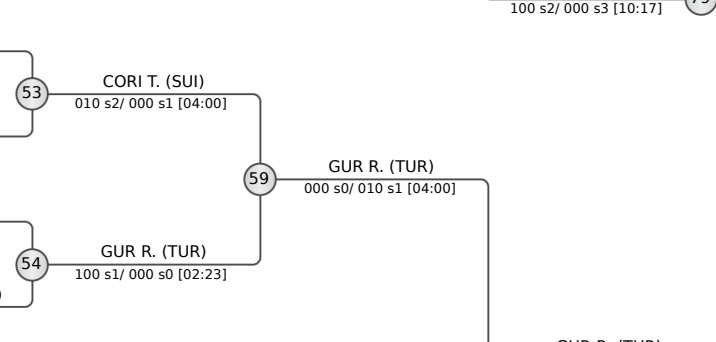 100 s2/ 000 s3 [10:17]
53
CORI T. (SUI)
010 s2/ 000 s1 [04:00]
59
GUR R. (TUR)
000 s0/ 010 s1 [04:00]
54
GUR R. (TUR)
100 s1/ 000 s0 [02:23]